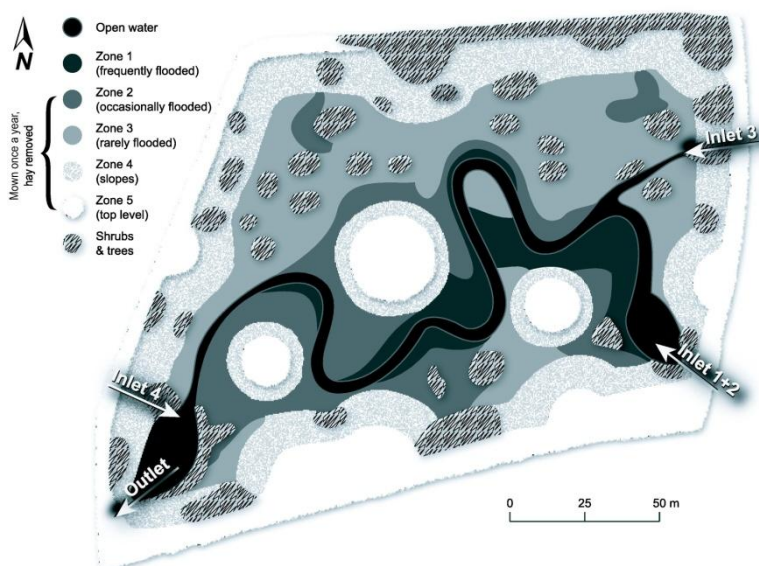 N
Open water
Zone 1
(frequently flooded)
Zone 2
(occasionally flooded)
Zone 3
(rarely flooded)
Zone 4
(slopes)
Zone 5
(top level)
Shrubs
& trees
Mown once a year,
hay removed
Inlet 3
Inlet 1+2
Inlet 4
Outlet
0 25 50 m